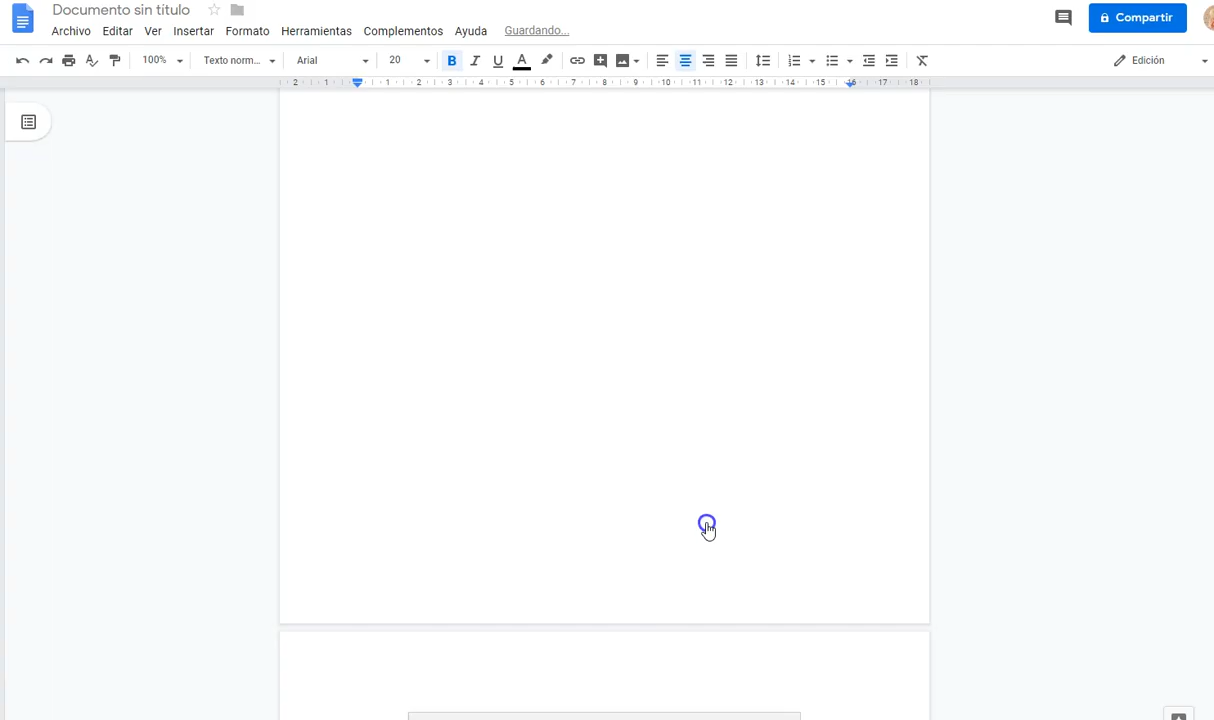 Documento sin título
Archivo Editar Ver Insertar Formato Herramientas Complementos Ayuda Guardando...
Compartir
100% Texto norm... Arial 20 B I U A Edición
2 1 1 2 3 4 5 6 7 8 9 10 11 12 13 14 15 16 17 18